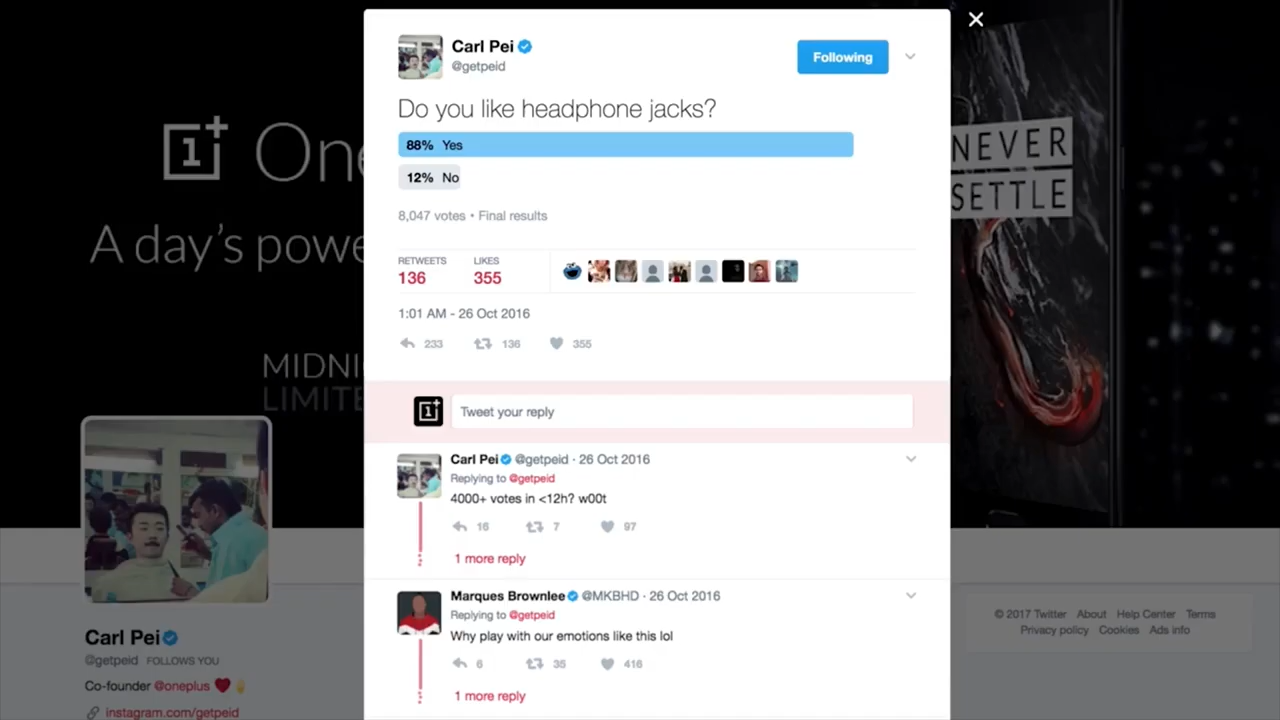 Carl Pei
@getpeid
Following
Do you like headphone jacks?
88% Yes
12% No
8,047 votes • Final results
RETWEETS
136
LIKES
355
1:01 AM - 26 Oct 2016
233 136 355
Tweet your reply
Carl Pei @getpeid · 26 Oct 2016
Replying to @getpeid
4000+ votes in <12h? w00t
16 7 97
1 more reply
Marques Brownlee @MKBHD · 26 Oct 2016
Replying to @getpeid
Why play with our emotions like this lol
6 35 416
1 more reply
1+ One
A day's powe
MIDNI
LIMITE
Carl Pei
@getpeid FOLLOWS YOU
Co-founder @oneplus
instagram.com/getpeid
NEVER
SETTLE
© 2017 Twitter About Help Center Terms
Privacy policy Cookies Ads info